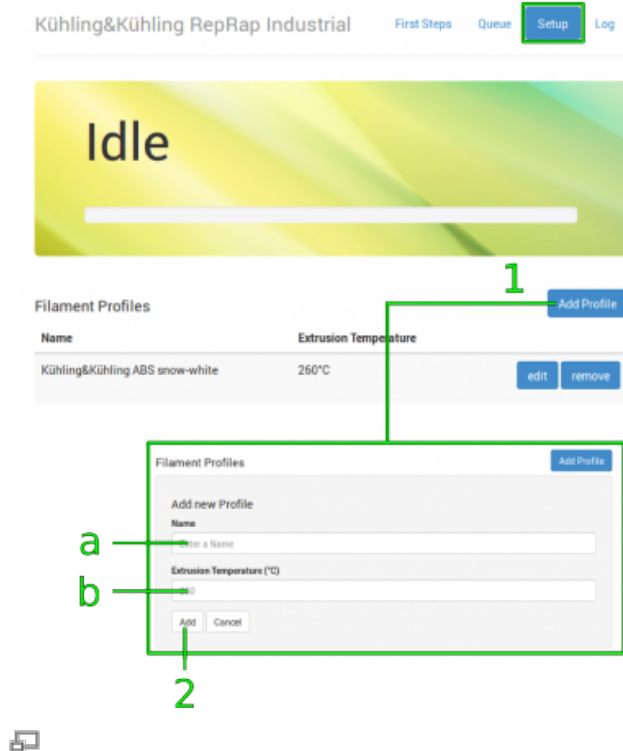 Kühling&Kühling RepRap Industrial First Steps Queue Setup Log
Idle
1
Filament Profiles Add Profile
Name Extrusion Temperature
Kühling&Kühling ABS snow-white 260°C edit remove
Filament Profiles Add Profile
Add new Profile
Name
a Enter a Name
Extrusion Temperature (°C)
b
Add Cancel
2